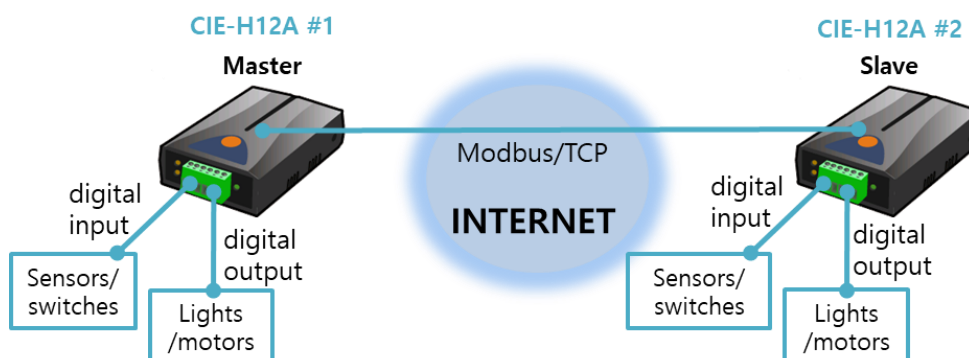 CIE-H12A #1
Master
CIE-H12A #2
Slave
Modbus/TCP
INTERNET
digital
input
digital
output
Sensors/
switches
Lights
/motors
digital
input
digital
output
Sensors/
switches
Lights
/motors